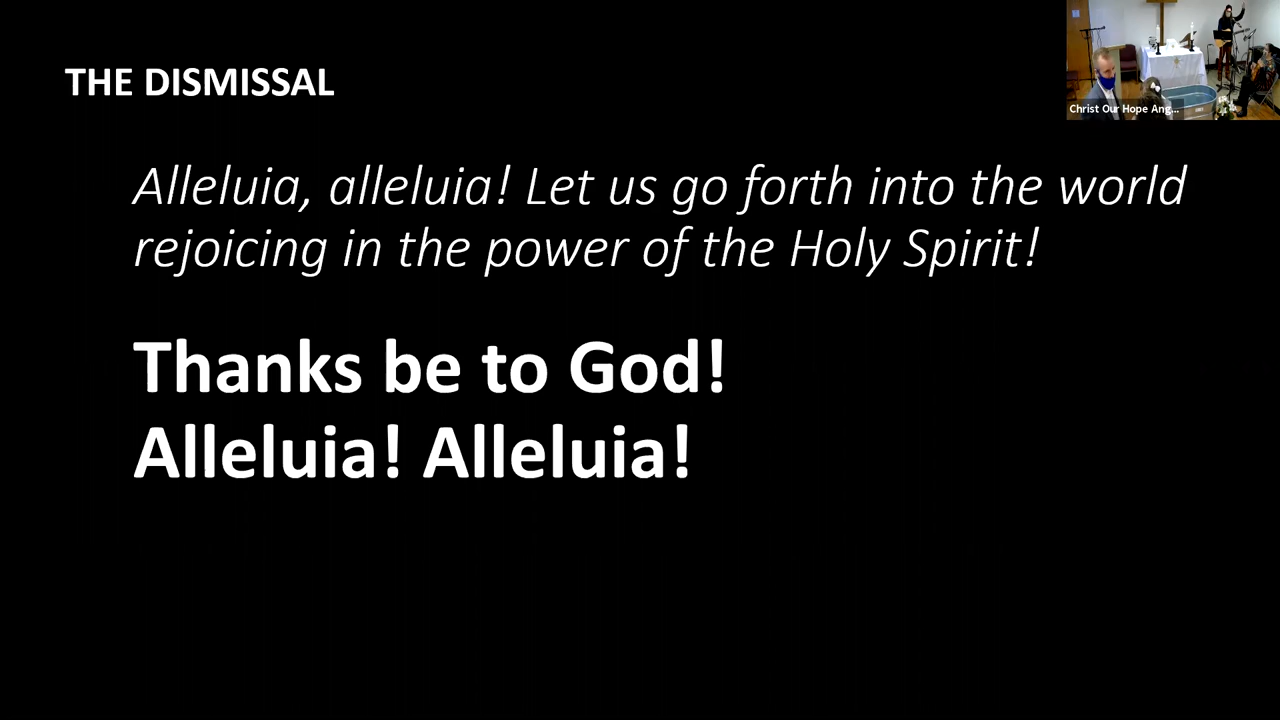 THE DISMISSAL
Christ Our Hope Ang...
Alleluia, alleluia! Let us go forth into the world
rejoicing in the power of the Holy Spirit!
Thanks be to God!
Alleluia! Alleluia!